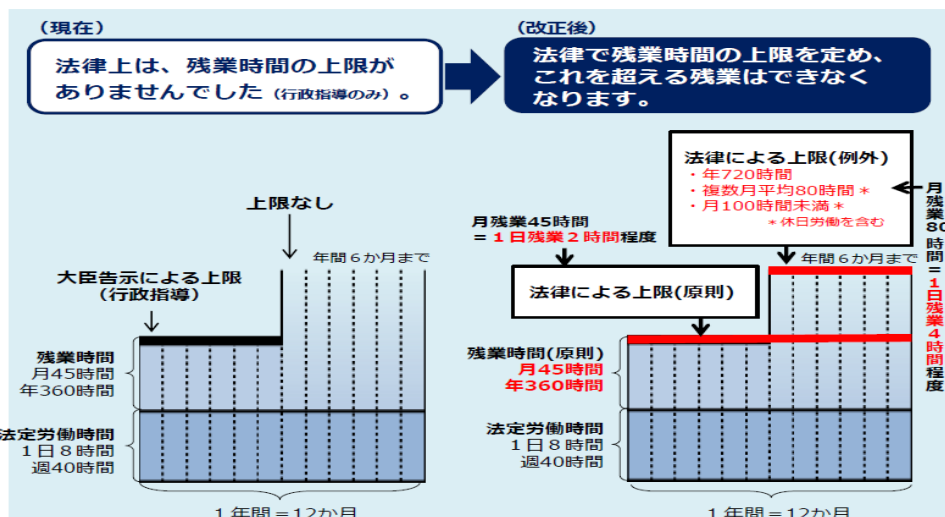 （現在）
法律上は、残業時間の上限が
ありませんでした（行政指導のみ）。
上限なし
年間６か月まで
大臣告示による上限
（行政指導）
残業時間
月45時間
年360時間
法定労働時間
１日８時間
週40時間
１年間＝12か月
（改正後）
法律で残業時間の上限を定め、
これを超える残業はできなく
なります。
法律による上限(例外)
・年720時間
・複数月平均80時間＊
・月100時間未満＊
＊休日労働を含む
月残業80時間＝１日残業４時間程度
月残業45時間
＝１日残業２時間程度
年間６か月まで
法律による上限(原則)
残業時間(原則)
月45時間
年360時間
法定労働時間
１日８時間
週40時間
１年間＝12か月